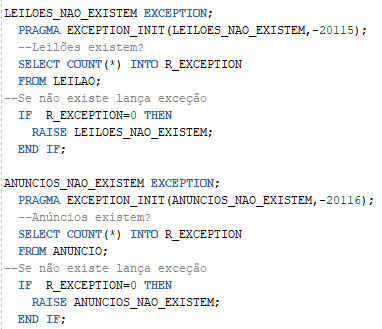 LEILOES_NAO_EXISTEM EXCEPTION;
PRAGMA EXCEPTION_INIT(LEILOES_NAO_EXISTEM,-20115);
--Leilões existem?
SELECT COUNT(*) INTO R_EXCEPTION
FROM LEILAO;
--Se não existe lança exceção
IF R_EXCEPTION=0 THEN
RAISE LEILOES_NAO_EXISTEM;
END IF;
ANUNCIOS_NAO_EXISTEM EXCEPTION;
PRAGMA EXCEPTION_INIT(ANUNCIOS_NAO_EXISTEM,-20116);
--Anúncios existem?
SELECT COUNT(*) INTO R_EXCEPTION
FROM ANUNCIO;
--Se não existe lança exceção
IF R_EXCEPTION=0 THEN
RAISE ANUNCIOS_NAO_EXISTEM;
END IF;